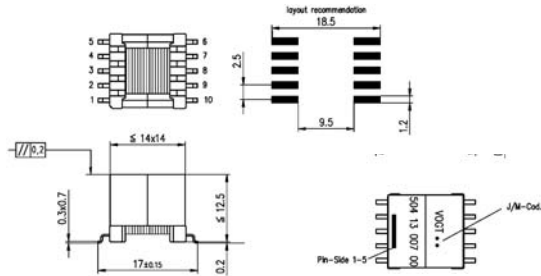 layout recommendation
18.5
5 6
4 7
3 8
2 9
1 10
2.5
9.5
1.2
≤ 14x14
//0,2
0.3x0.7
≤ 12.5
17±0.15
0.2
504 13 007 00
VOGT **
J/M-Cod.
Pin-Side 1-5